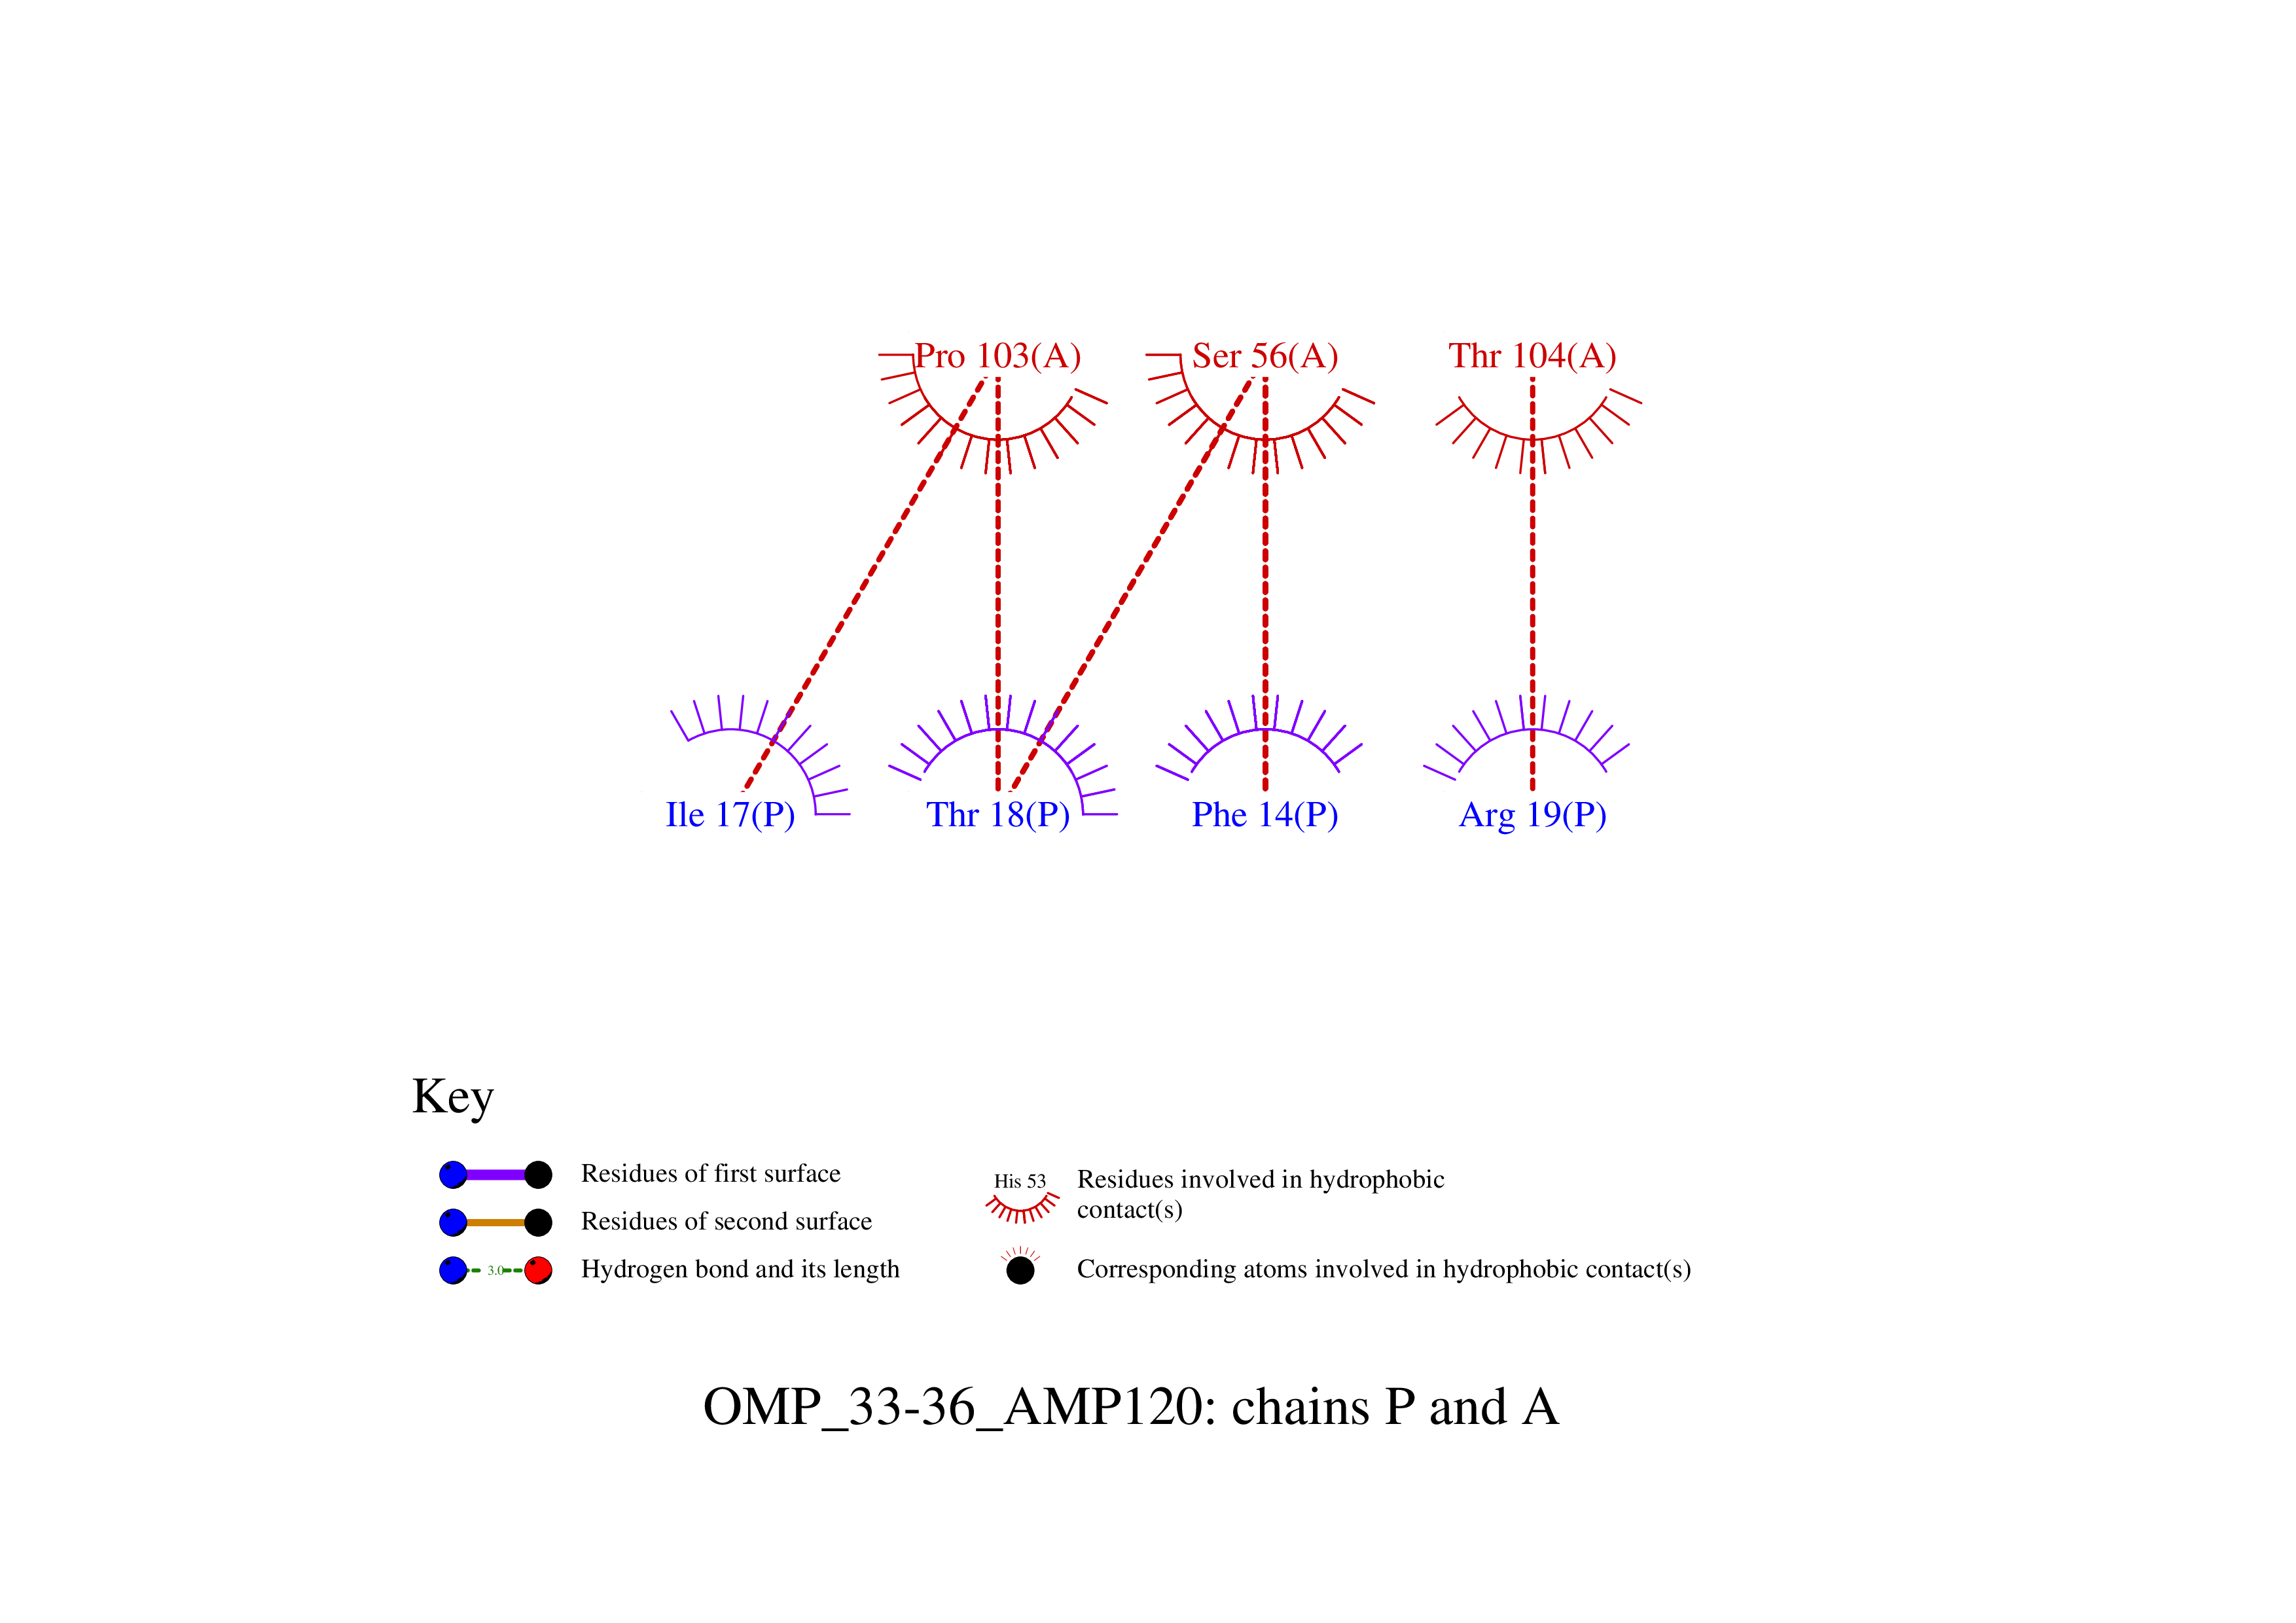 Pro 103(A) Ser 56(A) Thr 104(A)
Ile 17(P) Thr 18(P) Phe 14(P) Arg 19(P)
Key
Residues of first surface
Residues of second surface
3.0 Hydrogen bond and its length
His 53 Residues involved in hydrophobic
contact(s)
Corresponding atoms involved in hydrophobic contact(s)
OMP_33-36_AMP120: chains P and A